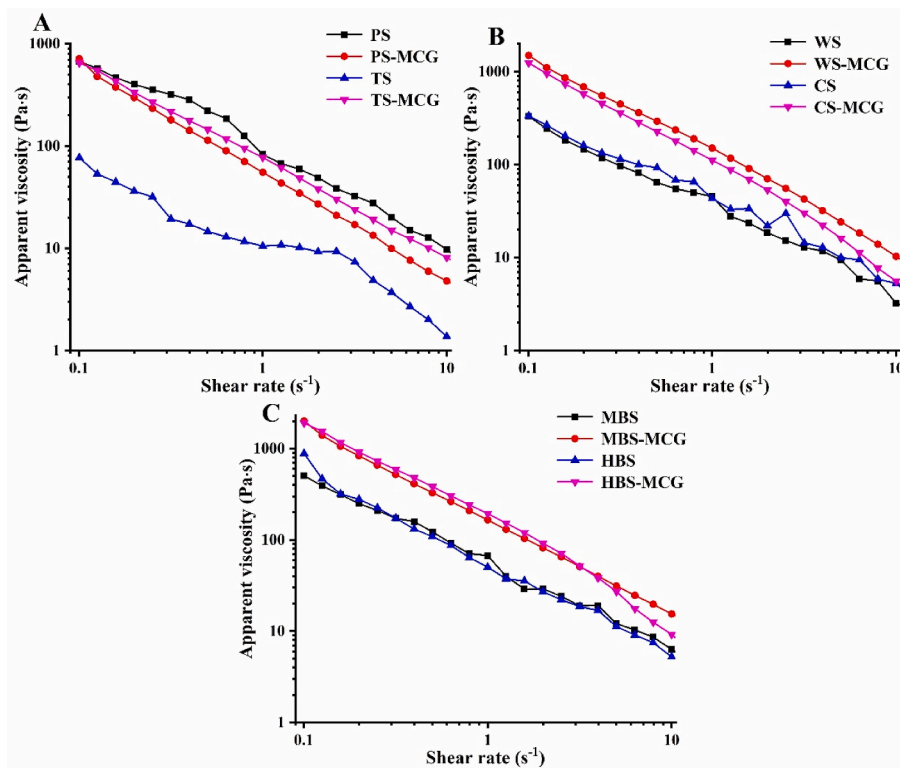 A
PS
PS-MCG
TS
TS-MCG
Apparent viscosity (Pa·s)
1000
100
10
1
0.1
1
10
Shear rate (s⁻¹)
B
WS
WS-MCG
CS
CS-MCG
Apparent viscosity (Pa·s)
1000
100
10
1
0.1
1
10
Shear rate (s⁻¹)
C
MBS
MBS-MCG
HBS
HBS-MCG
Apparent viscosity (Pa·s)
1000
100
10
1
0.1
1
10
Shear rate (s⁻¹)